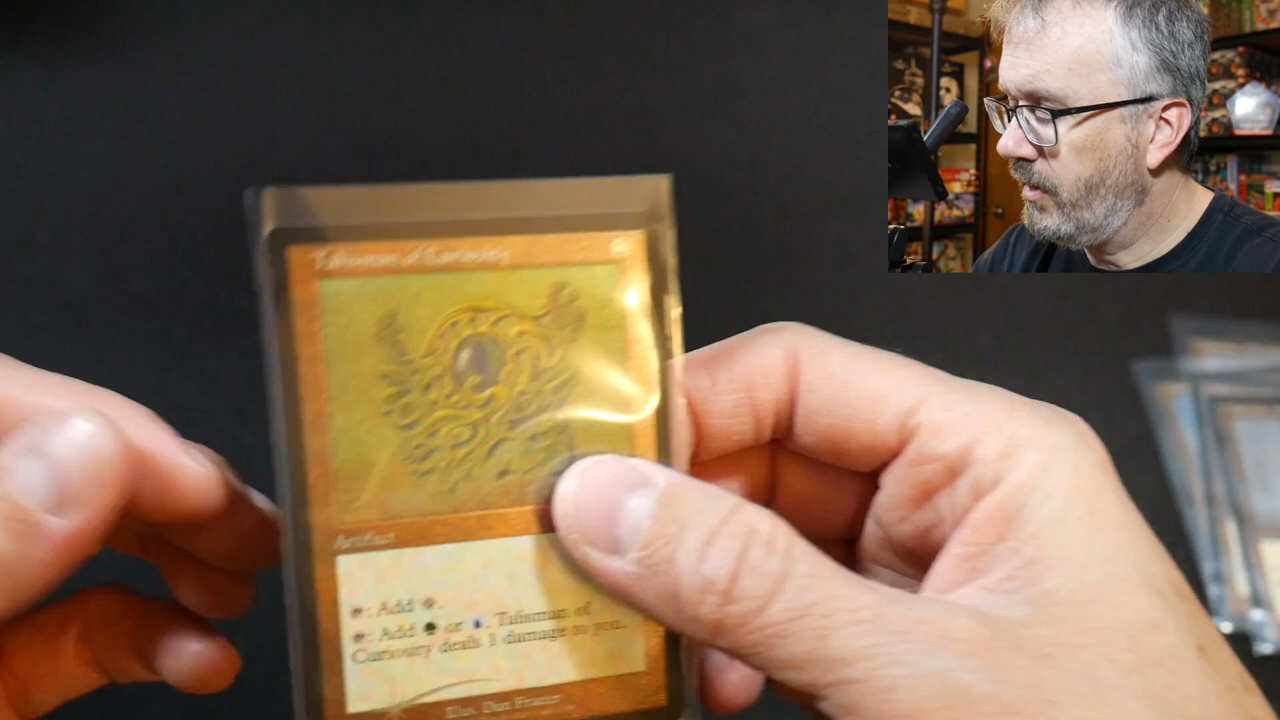 Talisman of Curiosity
Artifact
: Add .
: Add or . Talisman of
Curiosity deals 1 damage to you.
Illus. Dan Frazier